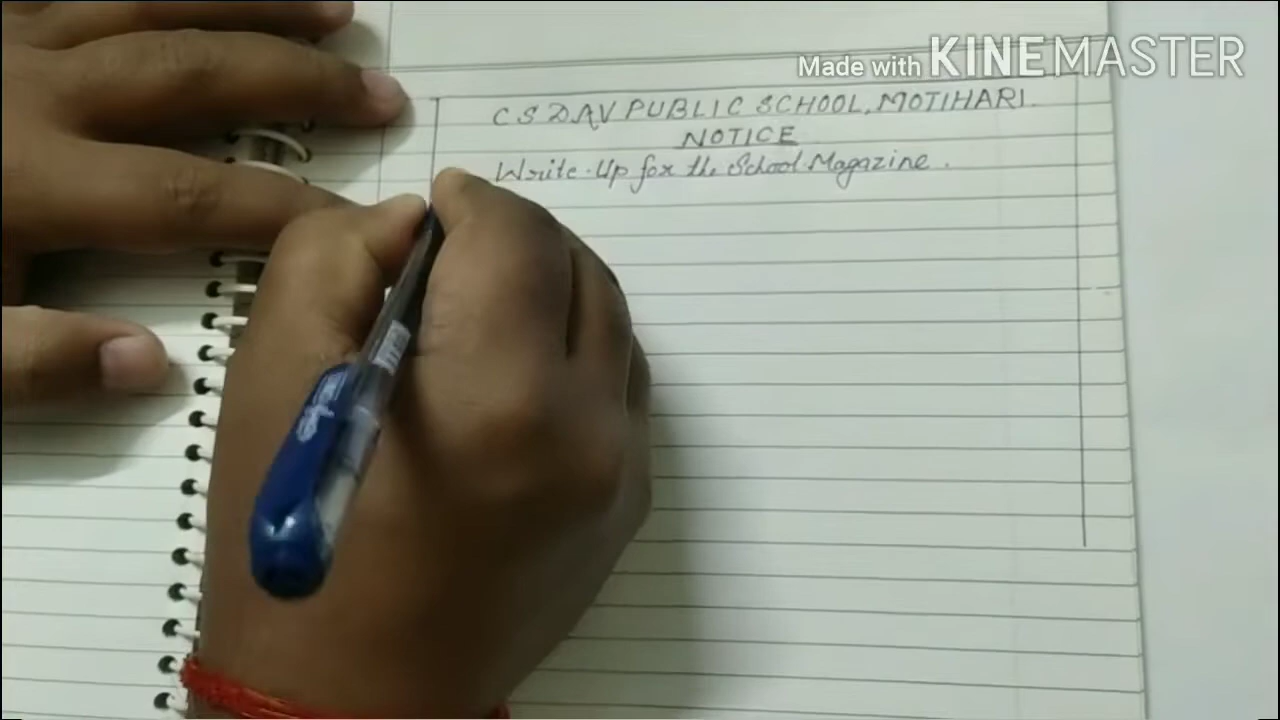 Made with KINEMASTER
C S DAV PUBLIC SCHOOL, MOTIHARI.
NOTICE
Write-Up for the School Magazine.